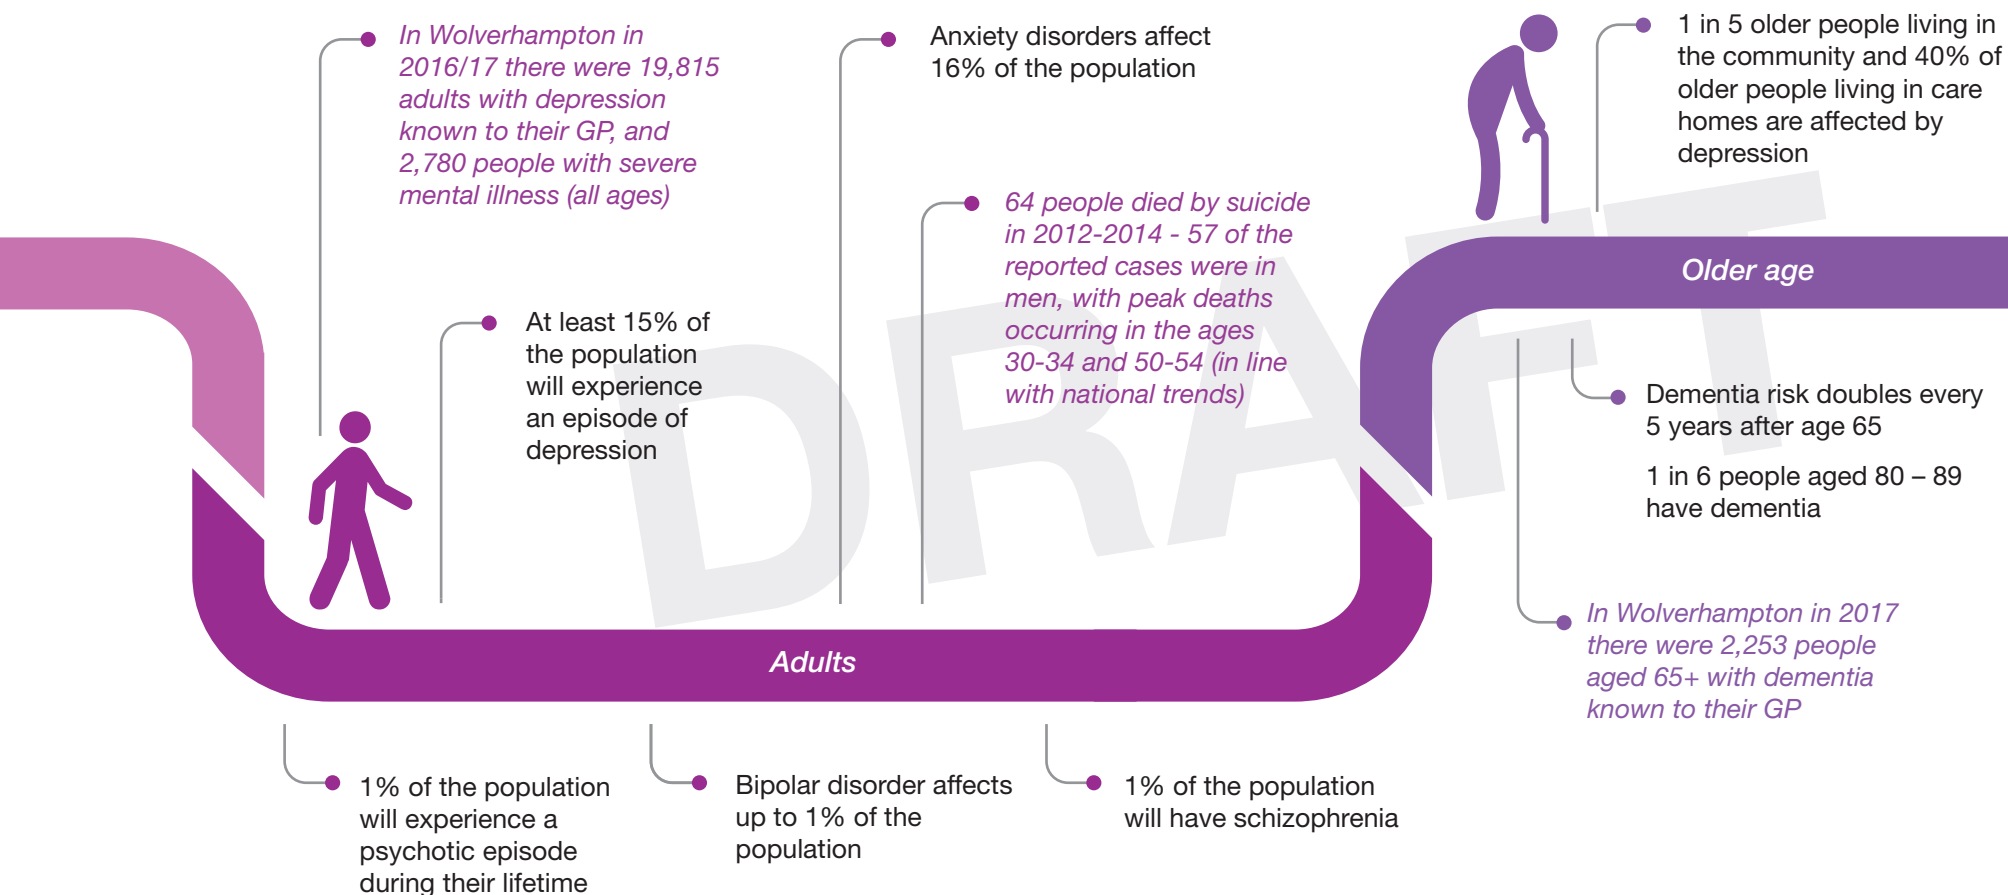 In Wolverhampton in
2016/17 there were 19,815
adults with depression
known to their GP, and
2,780 people with severe
mental illness (all ages)
At least 15% of
the population
will experience
an episode of
depression
Anxiety disorders affect
16% of the population
64 people died by suicide
in 2012-2014 - 57 of the
reported cases were in
men, with peak deaths
occurring in the ages
30-34 and 50-54 (in line
with national trends)
1 in 5 older people living in
the community and 40% of
older people living in care
homes are affected by
depression
Older age
Dementia risk doubles every
5 years after age 65
1 in 6 people aged 80 – 89
have dementia
In Wolverhampton in 2017
there were 2,253 people
aged 65+ with dementia
known to their GP
Adults
1% of the population
will experience a
psychotic episode
during their lifetime
Bipolar disorder affects
up to 1% of the
population
1% of the population
will have schizophrenia
DRAFT